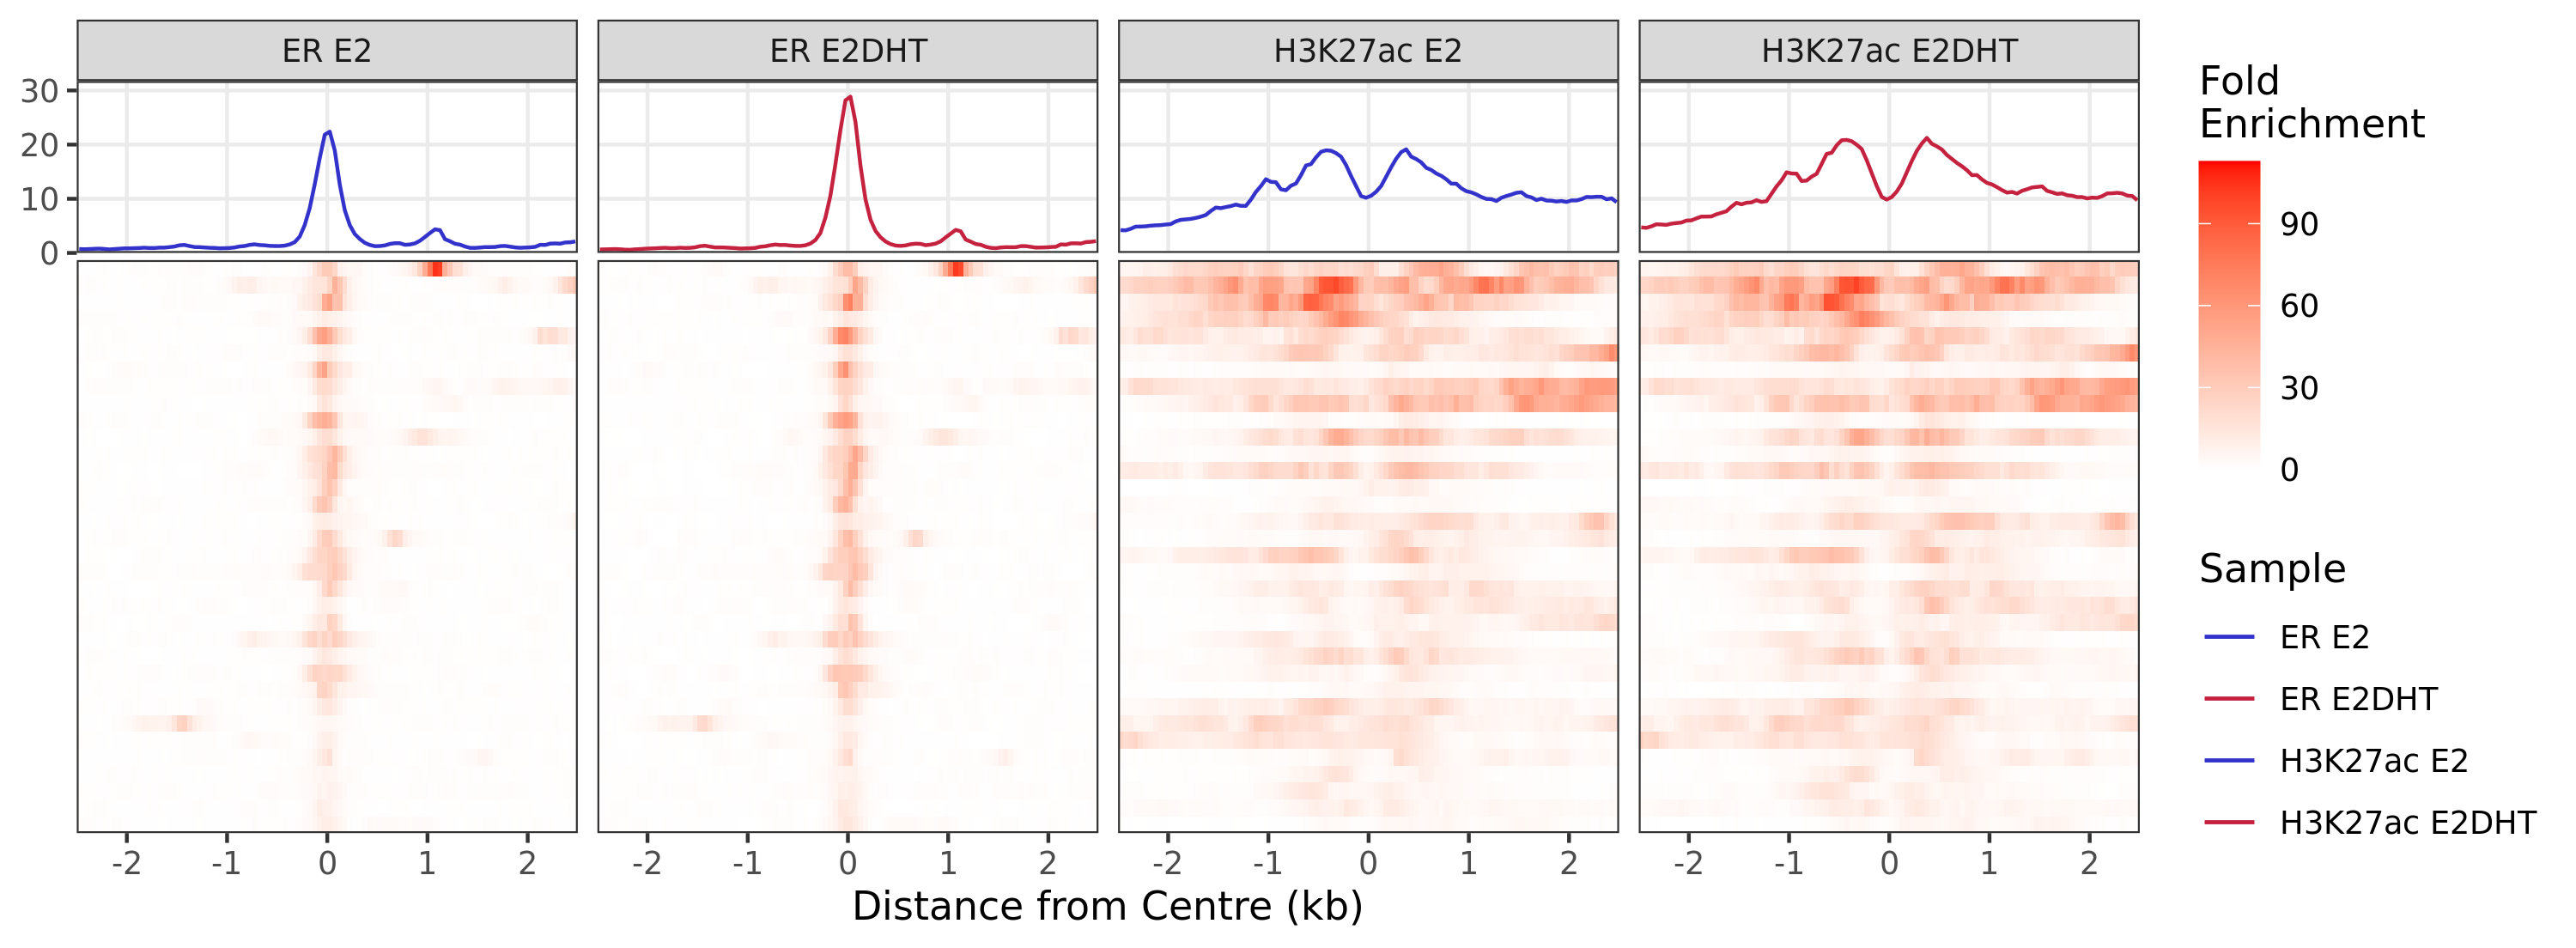 ER E2
ER E2DHT
H3K27ac E2
H3K27ac E2DHT
30
20
10
0
-2 -1 0 1 2
-2 -1 0 1 2
-2 -1 0 1 2
-2 -1 0 1 2
Distance from Centre (kb)
Fold
Enrichment
90
60
30
0
Sample
ER E2
ER E2DHT
H3K27ac E2
H3K27ac E2DHT